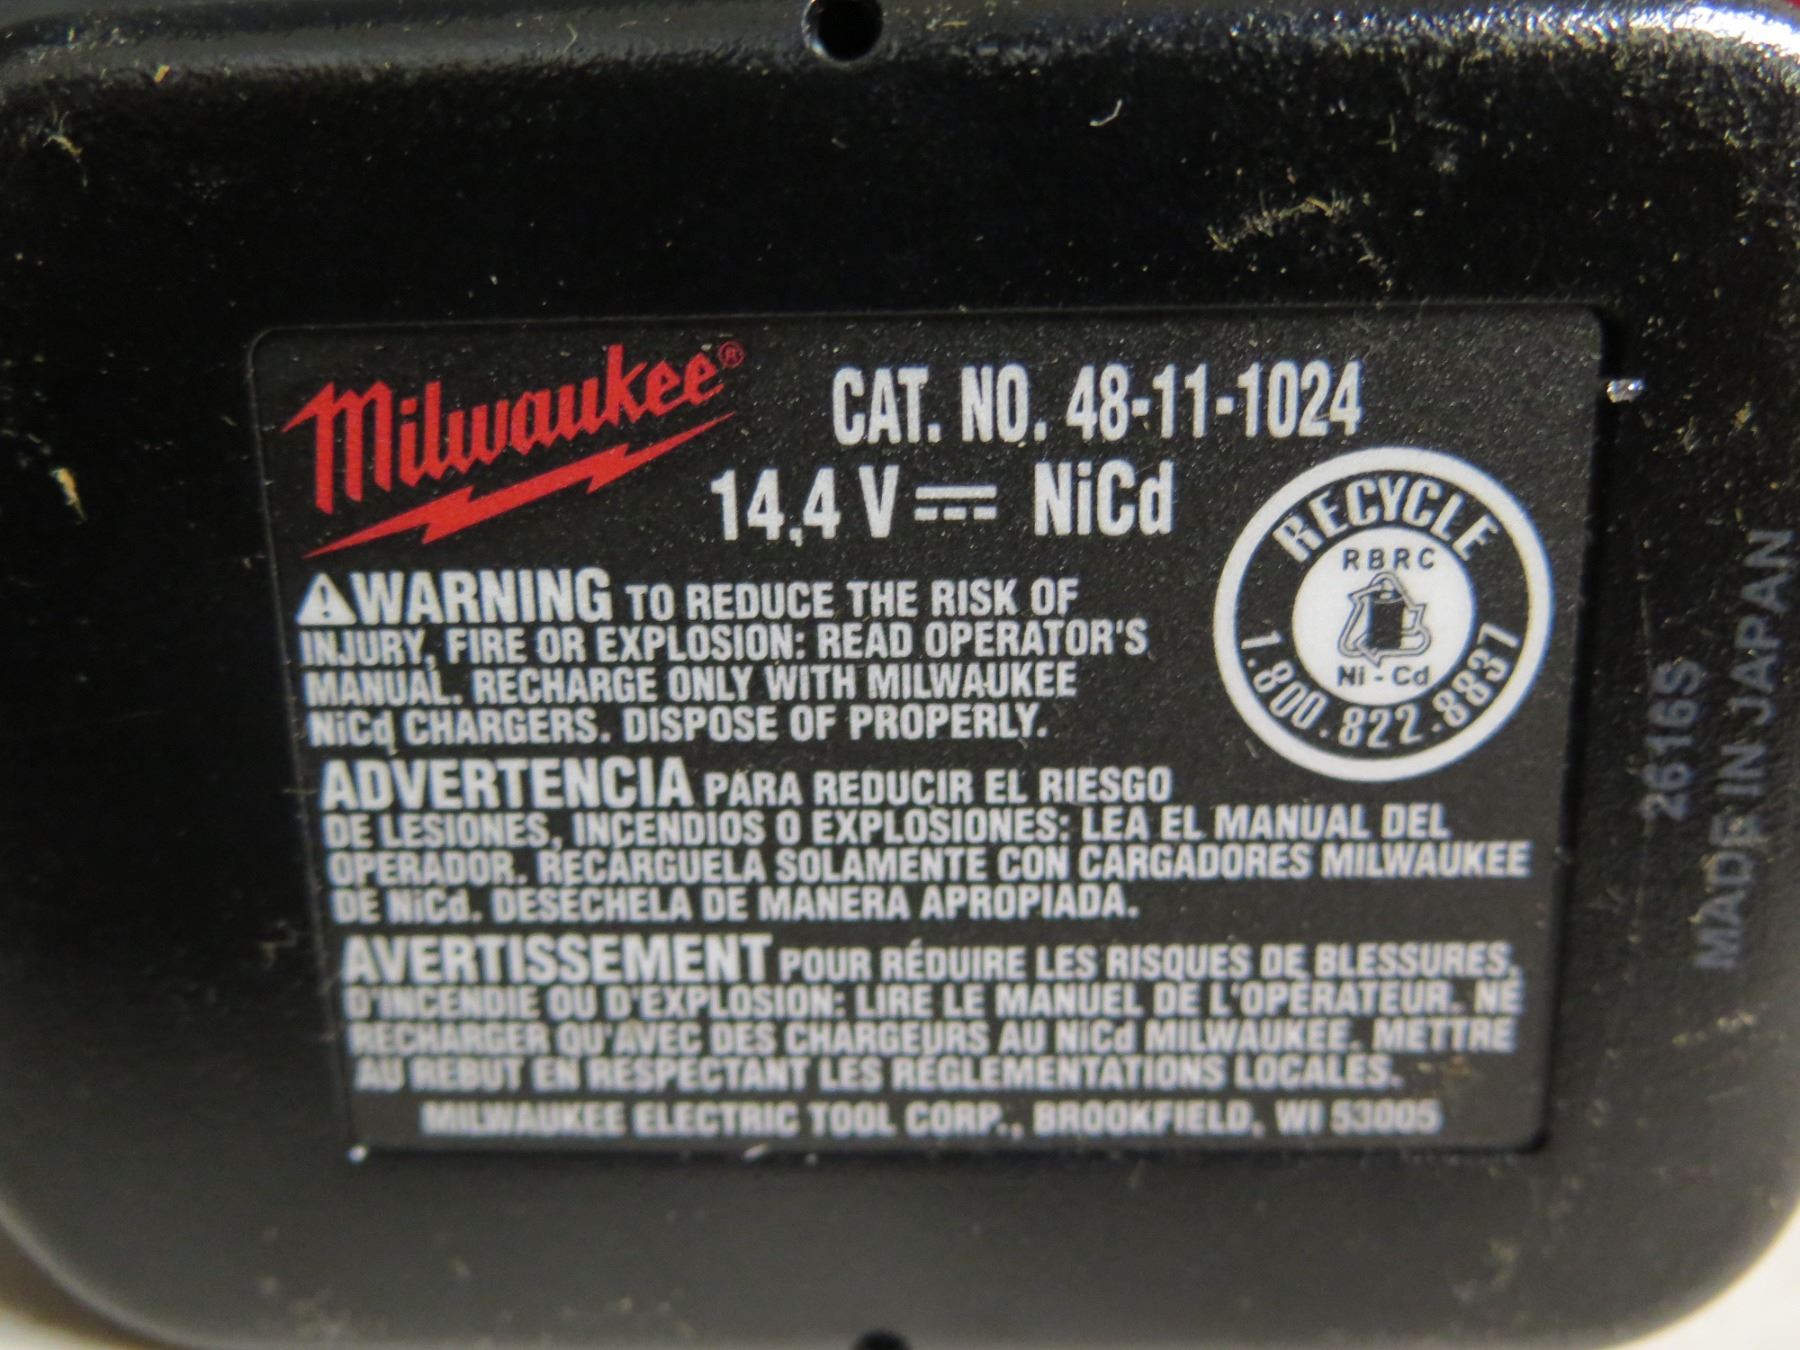 Milwaukee®
CAT. NO. 48-11-1024
14,4 V ⎓ NiCd
RECYCLE
RBRC
Ni - Cd
1.800.822.8837
⚠WARNING TO REDUCE THE RISK OF
INJURY, FIRE OR EXPLOSION: READ OPERATOR'S
MANUAL. RECHARGE ONLY WITH MILWAUKEE
NiCd CHARGERS. DISPOSE OF PROPERLY.
ADVERTENCIA PARA REDUCIR EL RIESGO
DE LESIONES, INCENDIOS O EXPLOSIONES: LEA EL MANUAL DEL
OPERADOR. RECÁRGUELA SOLAMENTE CON CARGADORES MILWAUKEE
DE NiCd. DESECHELA DE MANERA APROPIADA.
AVERTISSEMENT POUR RÉDUIRE LES RISQUES DE BLESSURES,
D'INCENDIE OU D'EXPLOSION: LIRE LE MANUEL DE L'OPÉRATEUR. NE
RECHARGER QU'AVEC DES CHARGEURS AU NiCd MILWAUKEE. METTRE
AU REBUT EN RESPECTANT LES RÉGLEMENTATIONS LOCALES.
MILWAUKEE ELECTRIC TOOL CORP., BROOKFIELD, WI 53005
2616S
MADE IN JAPAN